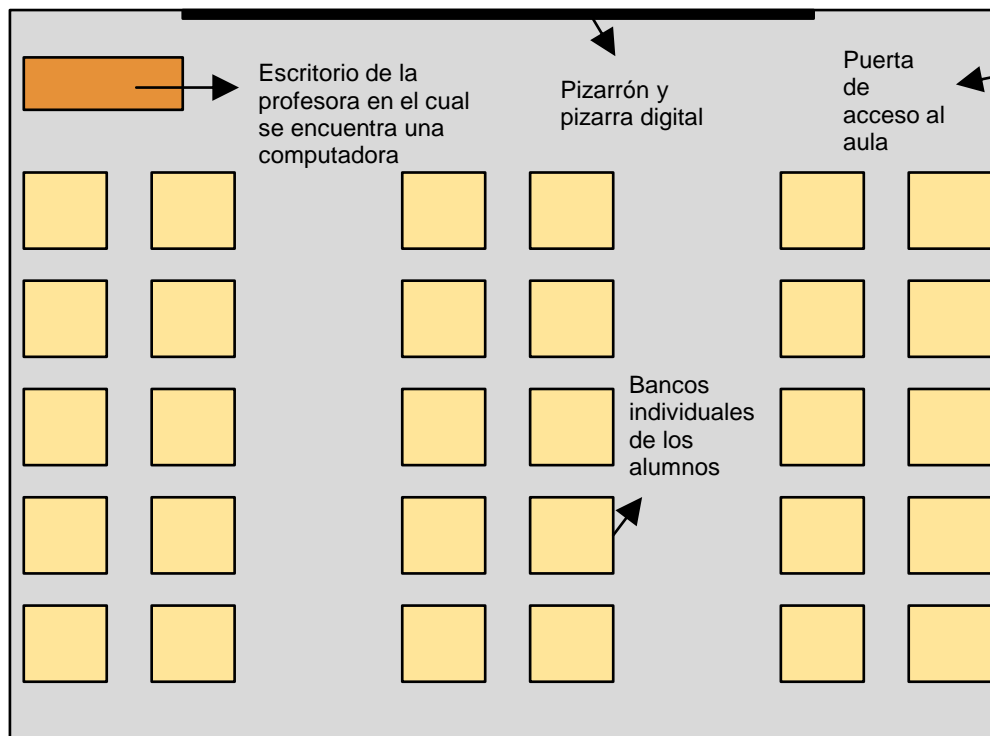 Escritorio de la
profesora en el cual
se encuentra una
computadora
Pizarrón y
pizarra digital
Puerta
de
acceso al
aula
Bancos
individuales
de los
alumnos